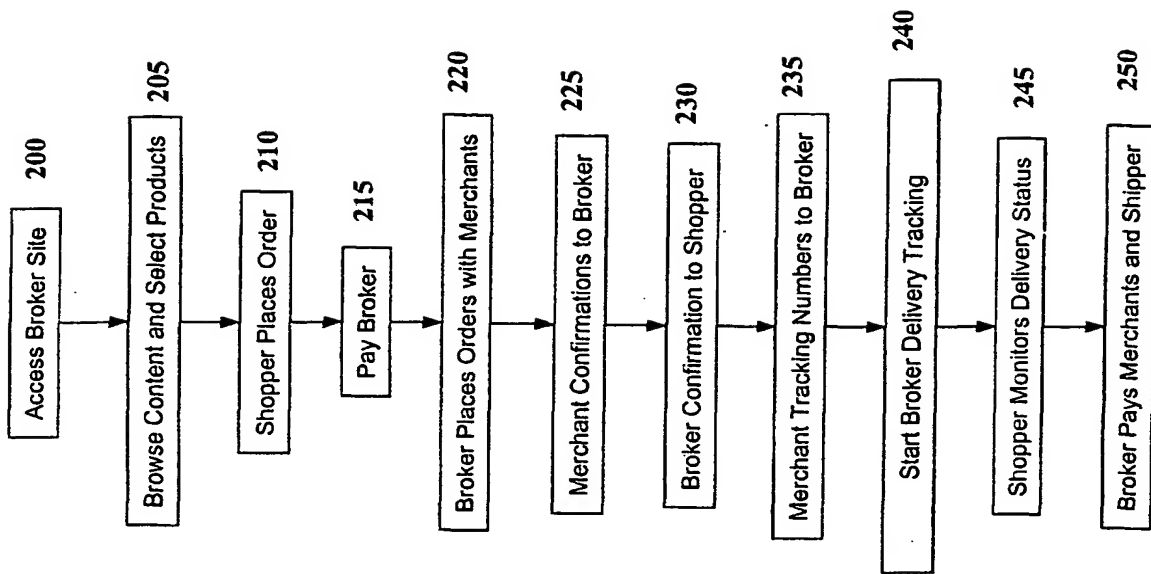 Access Broker Site
200
Browse Content and Select Products
205
Shopper Places Order
210
Pay Broker
215
Broker Places Orders with Merchants
220
Merchant Confirmations to Broker
225
Broker Confirmation to Shopper
230
Merchant Tracking Numbers to Broker
235
Start Broker Delivery Tracking
240
Shopper Monitors Delivery Status
245
Broker Pays Merchants and Shipper
250